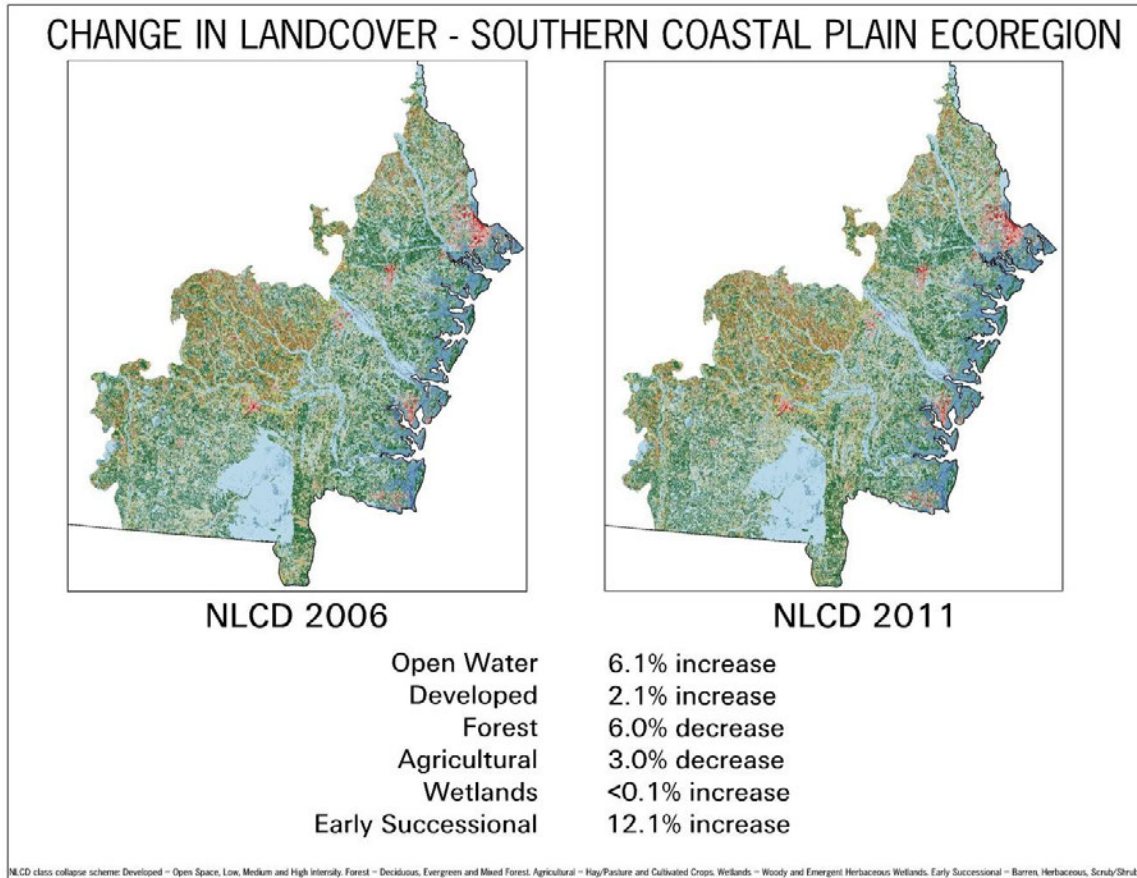 CHANGE IN LANDCOVER - SOUTHERN COASTAL PLAIN ECOREGION
NLCD 2006
NLCD 2011
Open Water 6.1% increase
Developed 2.1% increase
Forest 6.0% decrease
Agricultural 3.0% decrease
Wetlands <0.1% increase
Early Successional 12.1% increase
NLCD class collapse scheme: Developed = Open Space, Low, Medium and High Intensity. Forest = Deciduous, Evergreen and Mixed Forest. Agricultural = Hay/Pasture and Cultivated Crops. Wetlands = Woody and Emergent Herbaceous Wetlands. Early Successional = Barren, Herbaceous, Scrub/Shrub